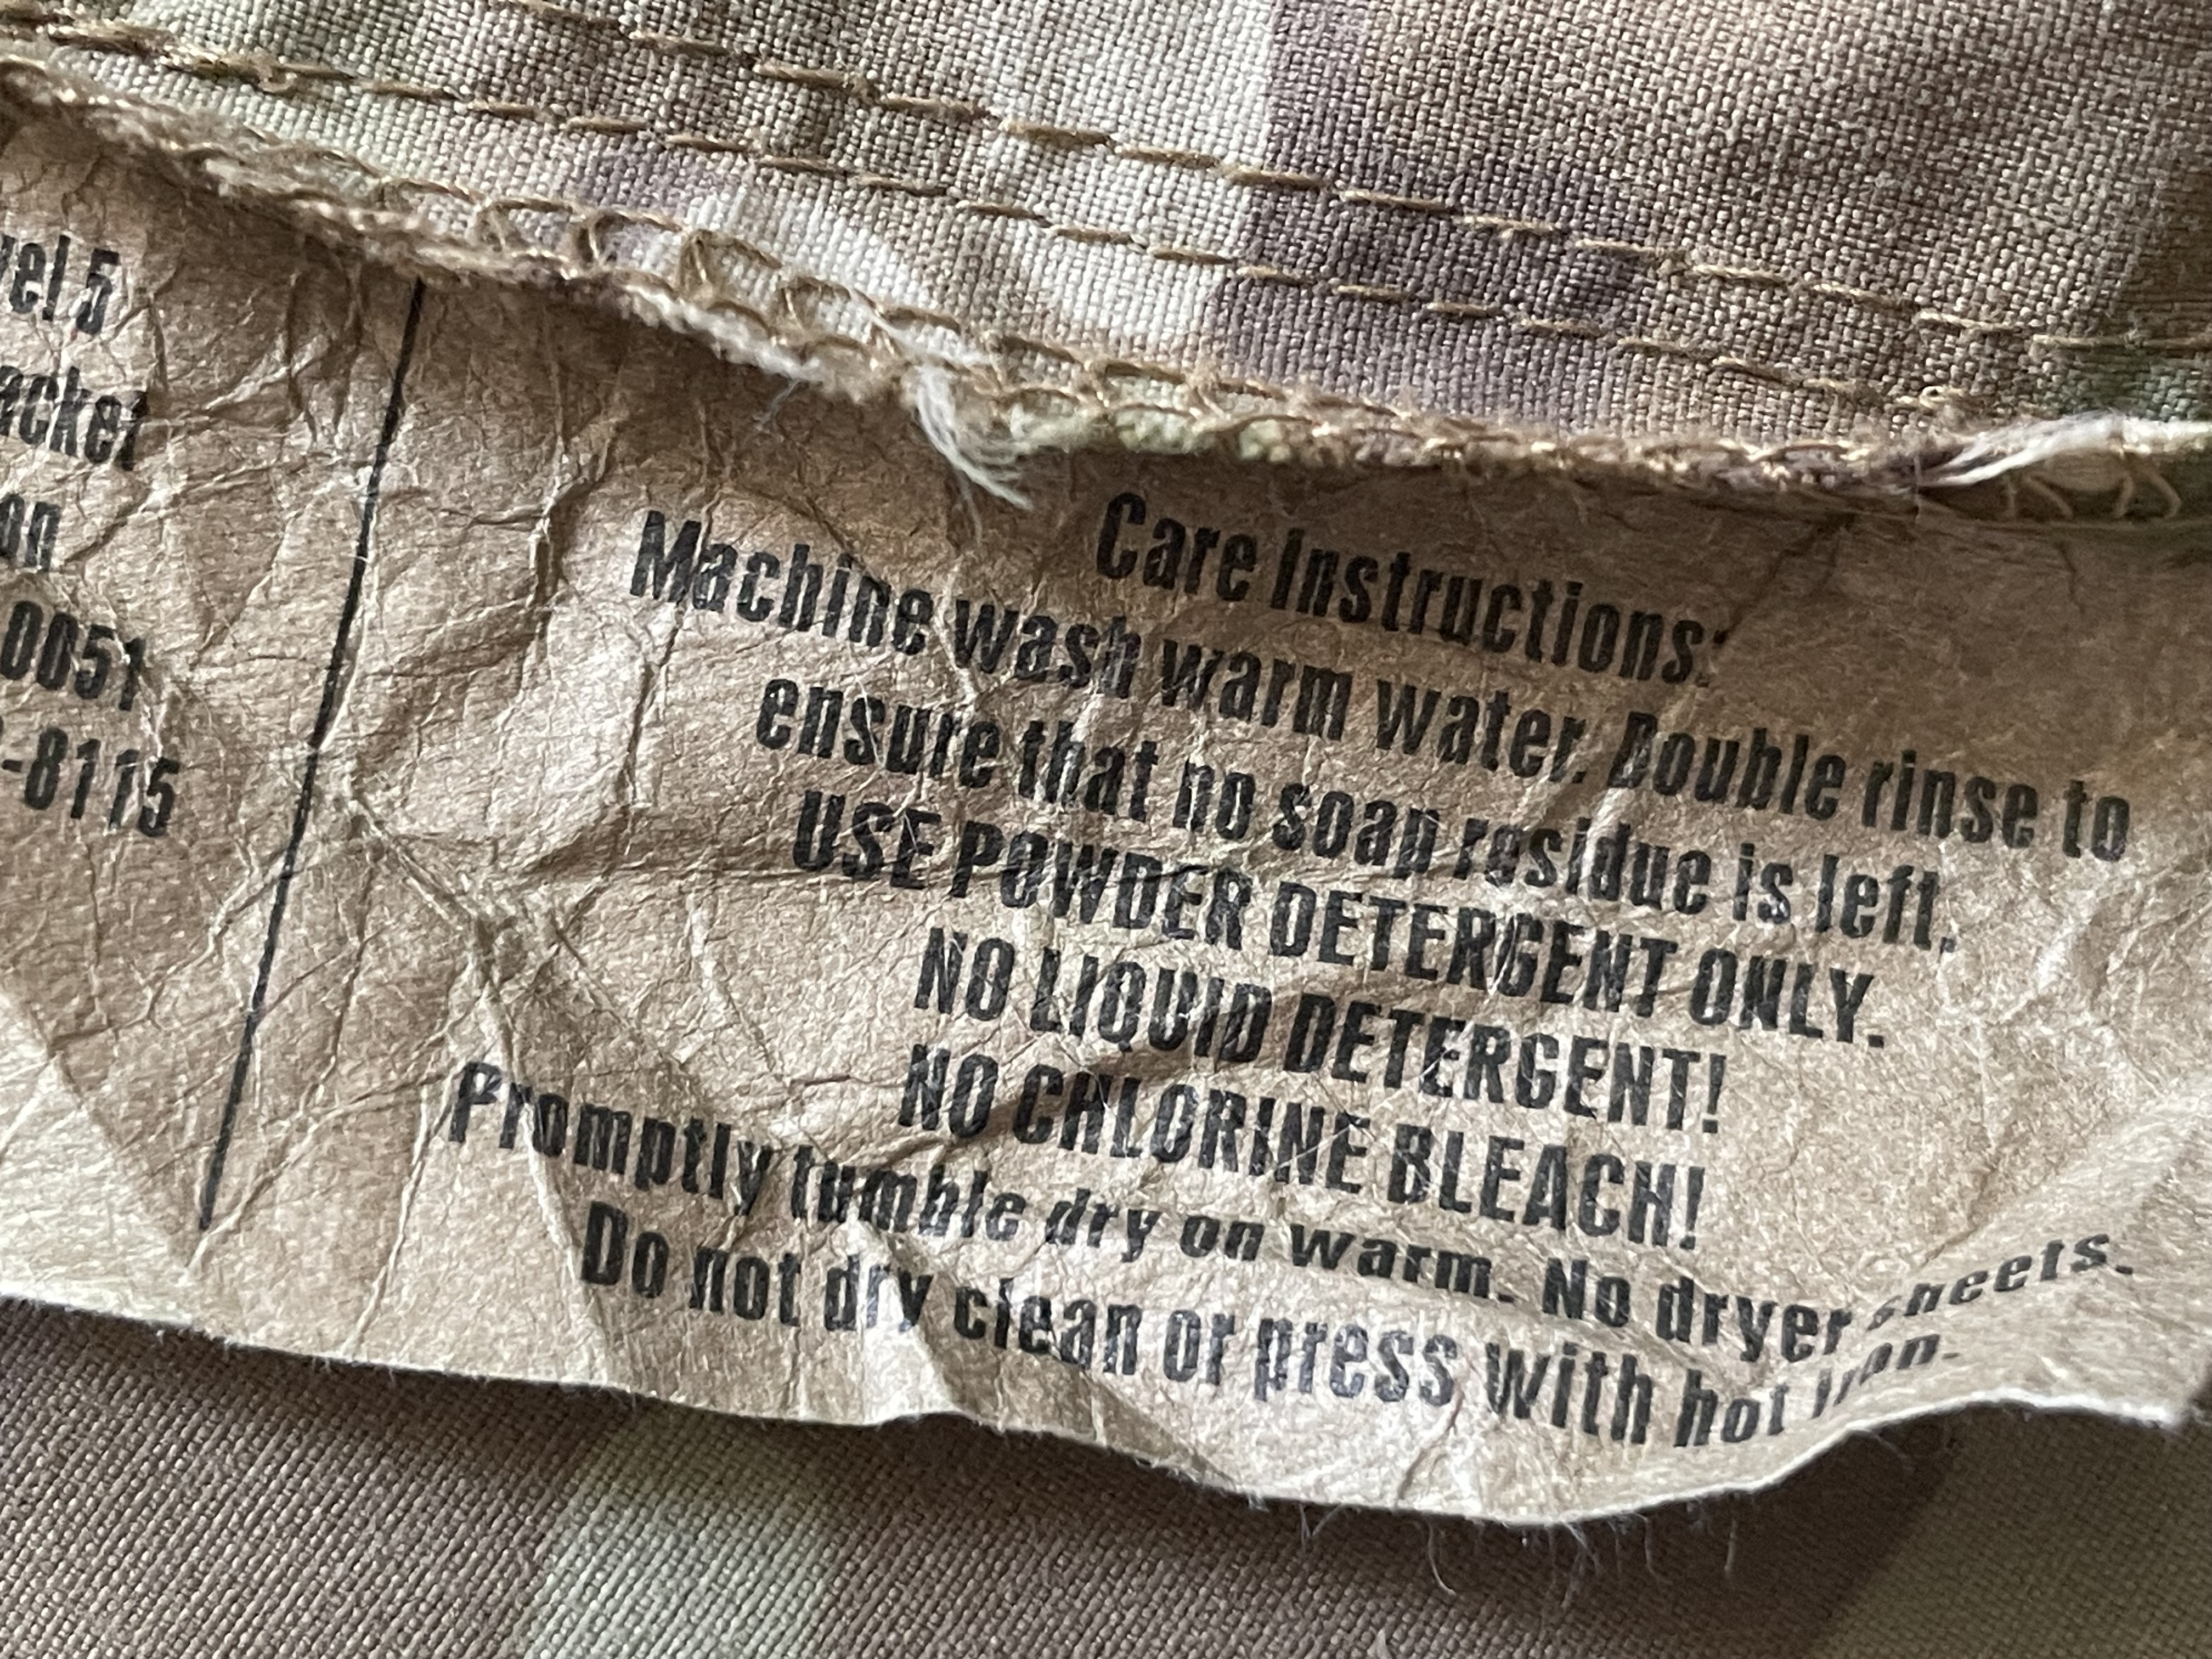 vel 5
acket
on
0051
-8115
Care Instructions:
Machine wash warm water. Double rinse to
ensure that no soap residue is left.
USE POWDER DETERGENT ONLY.
NO LIQUID DETERGENT!
NO CHLORINE BLEACH!
Promptly tumble dry on warm. No dryer sheets.
Do not dry clean or press with hot iron.